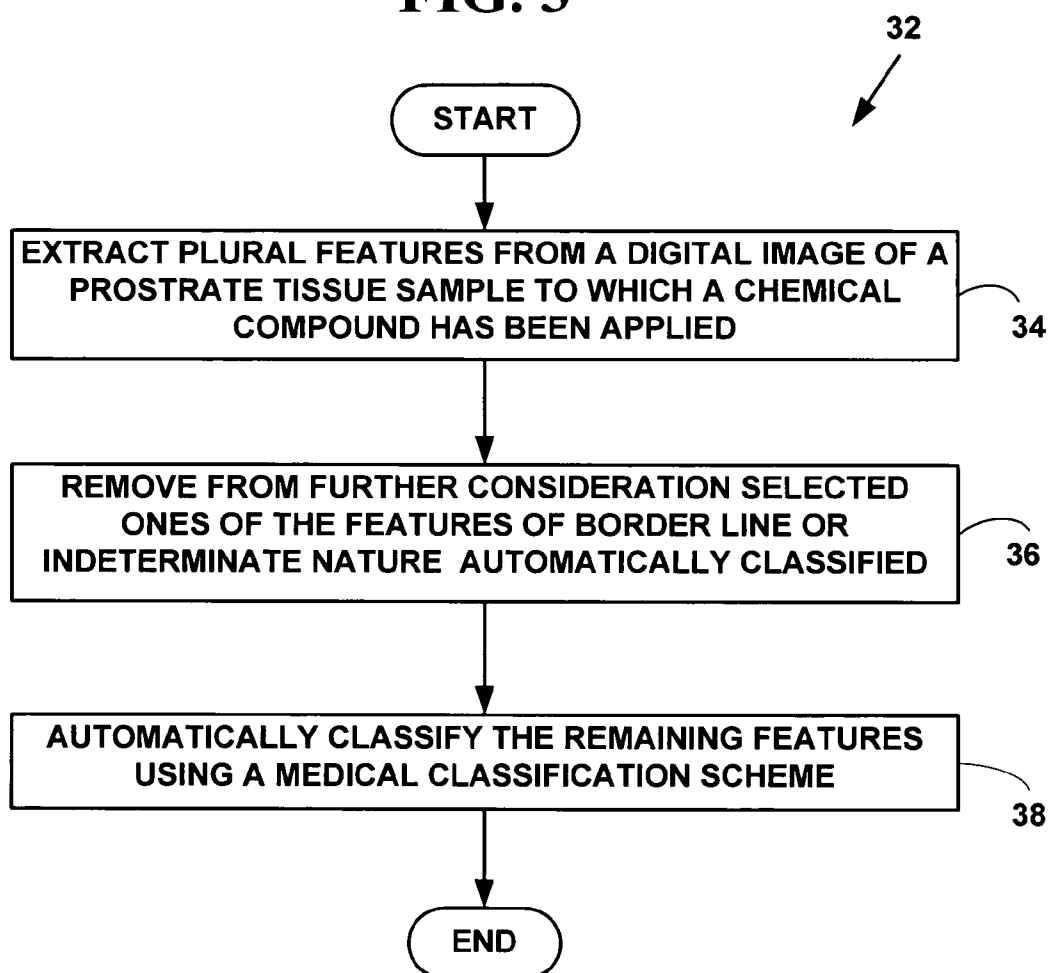 FIG. 3
32
START
EXTRACT PLURAL FEATURES FROM A DIGITAL IMAGE OF A
PROSTRATE TISSUE SAMPLE TO WHICH A CHEMICAL
COMPOUND HAS BEEN APPLIED
34
REMOVE FROM FURTHER CONSIDERATION SELECTED
ONES OF THE FEATURES OF BORDER LINE OR
INDETERMINATE NATURE AUTOMATICALLY CLASSIFIED
36
AUTOMATICALLY CLASSIFY THE REMAINING FEATURES
USING A MEDICAL CLASSIFICATION SCHEME
38
END